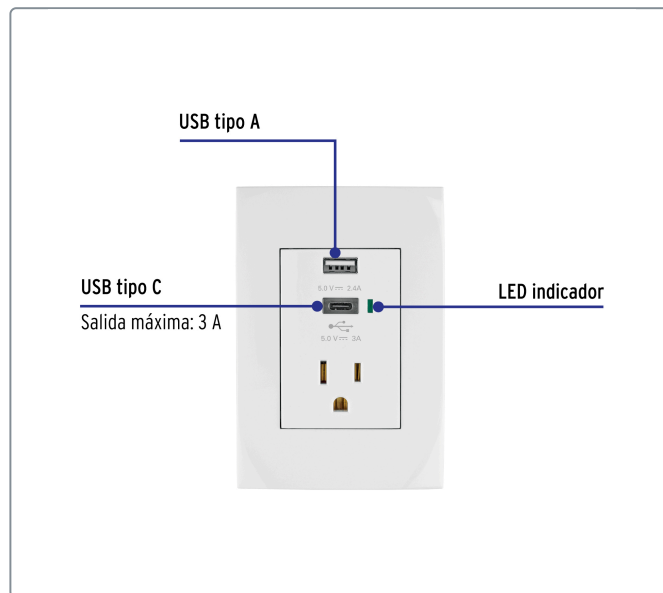 USB tipo A
5.0 V⎓ 2.4A
USB tipo C
Salida máxima: 3 A
LED indicador
5.0 V⎓ 3A